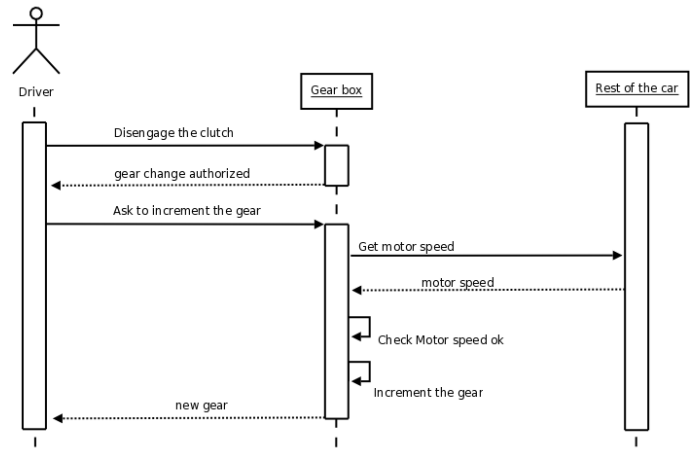 Driver
Gear box
Rest of the car
Disengage the clutch
gear change authorized
Ask to increment the gear
Get motor speed
motor speed
Check Motor speed ok
Increment the gear
new gear